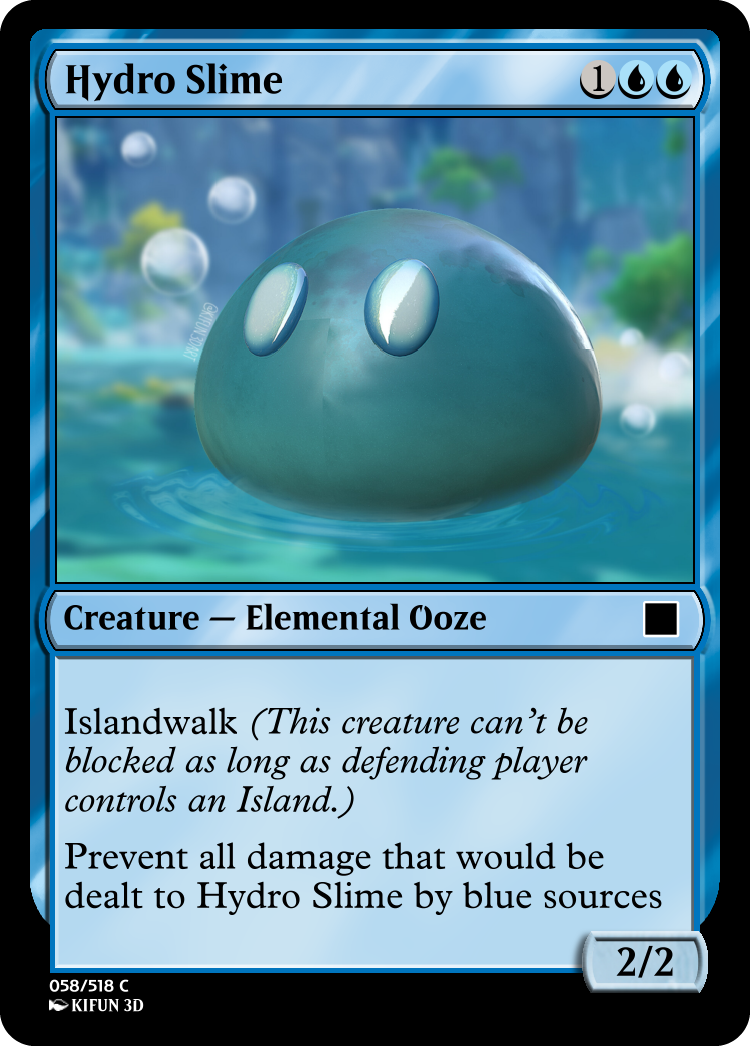 Hydro Slime
1
Creature — Elemental Ooze
Islandwalk (This creature can't be
blocked as long as defending player
controls an Island.)
Prevent all damage that would be
dealt to Hydro Slime by blue sources
2/2
058/518 C
KIFUN 3D